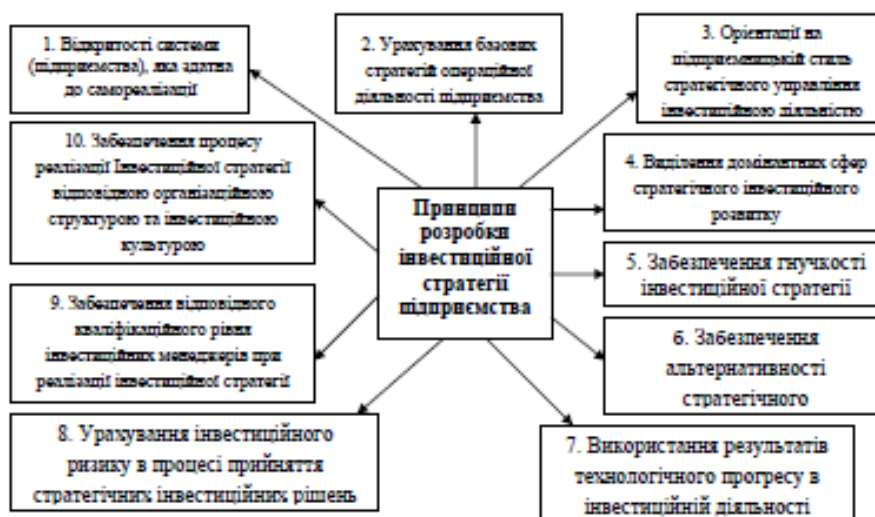 1. Відкритості системи
(підприємства), яка здатна
до самореалізації
2. Урахування базових
стратегій операційної
діяльності підприємства
3. Орієнтації на
підприємницькій стиль
стратегічного управління
інвестиційною діяльністю
10. Забезпечення процесу
реалізації Інвестиційної стратегії
відповідною організаційною
структурою та інвестиційною
культурою
Принципи
розробки
інвестиційної
стратегії
підприємства
4. Виділення домінантних сфер
стратегічного інвестиційного
розвитку
5. Забезпечення гнучкості
інвестиційної стратегії
9. Забезпечення відповідного
кваліфікаційного рівня
інвестиційних менеджерів при
реалізації інвестиційної стратегії
6. Забезпечення
альтернативності
стратегічного
8. Урахування інвестиційного
ризику в процесі прийняття
стратегічних інвестиційних рішень
7. Використання результатів
технологічного прогресу в
інвестиційній діяльності